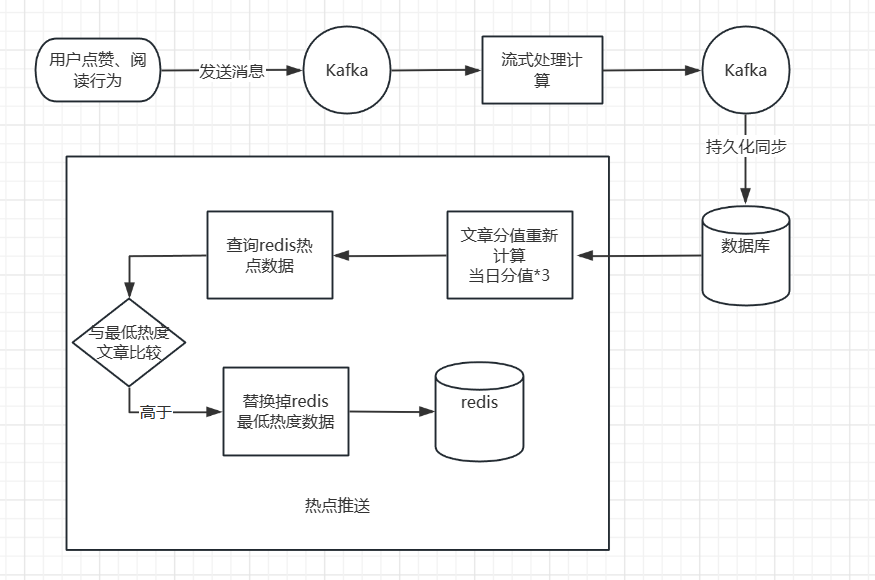 用户点赞、阅
读行为
发送消息
Kafka
流式处理计
算
Kafka
持久化同步
数据库
文章分值重新
计算
当日分值*3
查询redis热
点数据
与最低热度
文章比较
高于
替换掉redis
最低热度数据
redis
热点推送